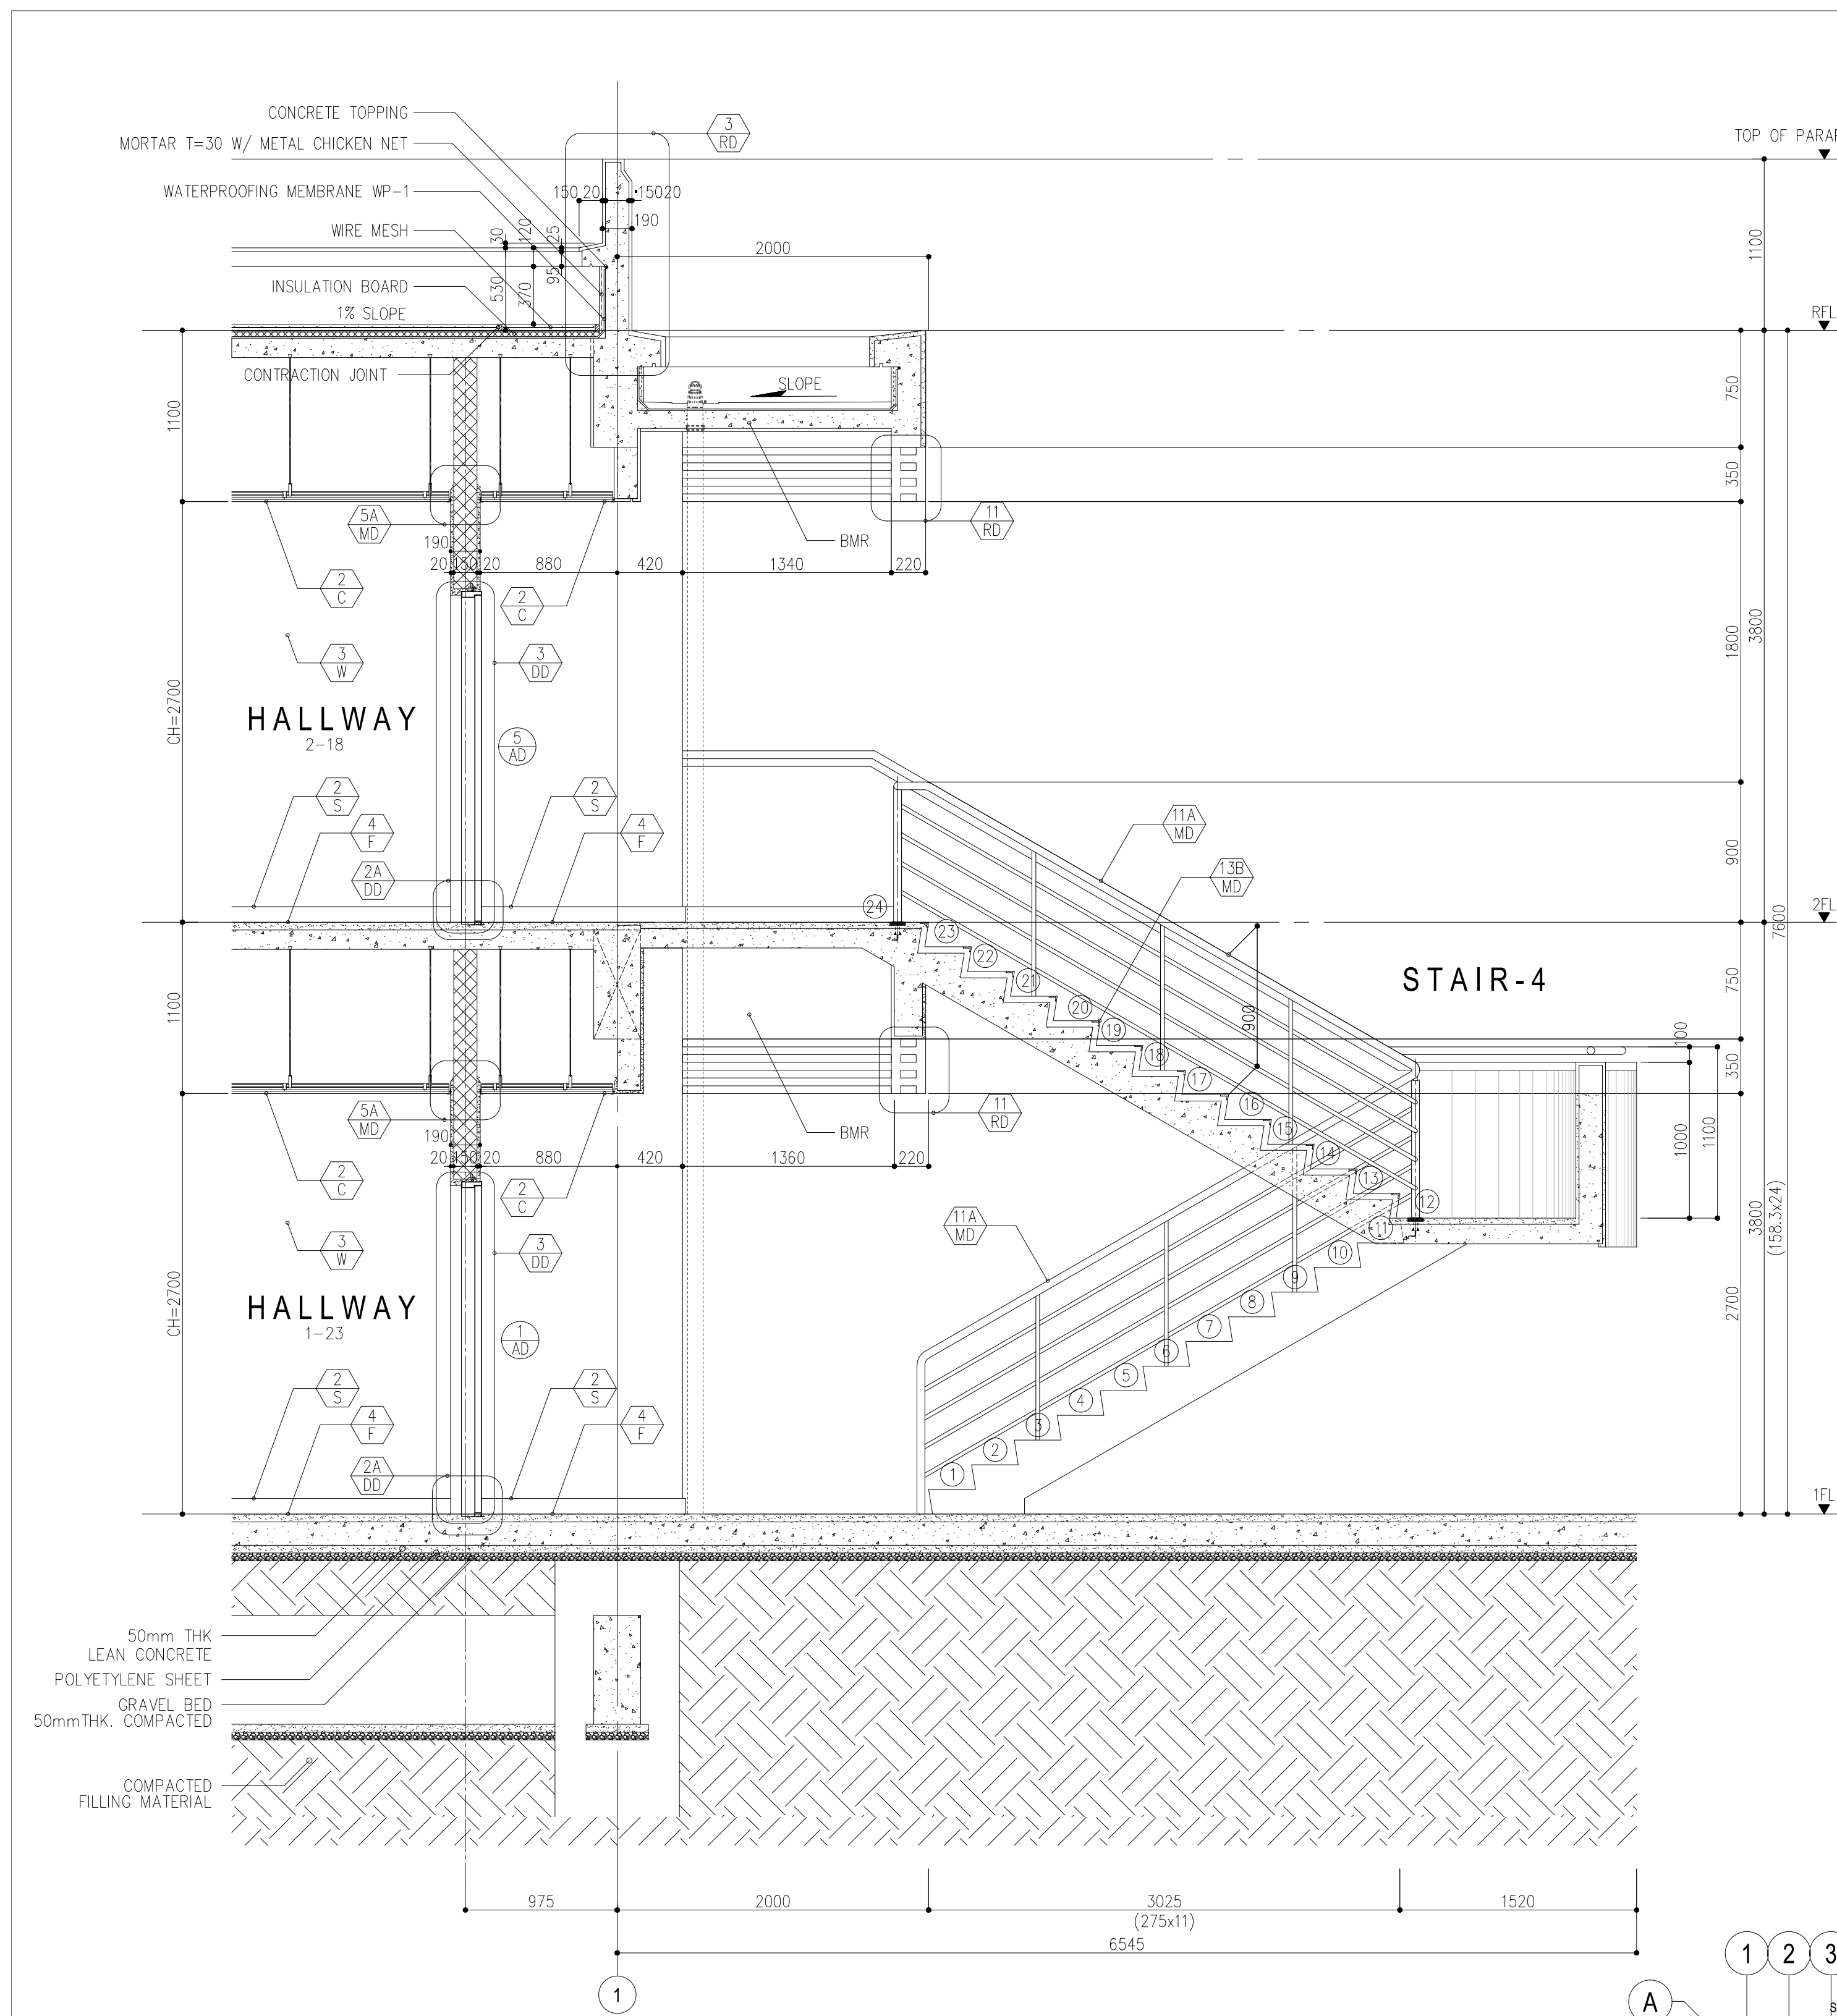 CONCRETE TOPPING
MORTAR T=30 W/ METAL CHICKEN NET
WATERPROOFING MEMBRANE WP-1
WIRE MESH
INSULATION BOARD
1% SLOPE
CONTRACTION JOINT
3
RD
TOP OF PARAP
150 20
15020
190
30
120
25
530
370
95
2000
1100
RFL
SLOPE
1100
750
350
5A
MD
11
RD
BMR
190
20 150 20
880
420
1340
220
2
C
2
C
3
W
3
DD
1800
3800
CH=2700
HALLWAY
2-18
5
AD
2
S
2
S
4
F
4
F
2A
DD
11A
MD
13B
MD
900
24
2FL
7600
23
22
21
20
19
18
17
16
15
14
13
12
11
10
9
8
7
6
5
4
3
2
1
STAIR-4
900
1100
750
100
350
1000
1100
5A
MD
11
RD
BMR
190
20 150 20
880
420
1360
220
2
C
2
C
3
W
3
DD
11A
MD
3800
(158.3x24)
2700
CH=2700
HALLWAY
1-23
1
AD
2
S
2
S
4
F
4
F
2A
DD
1FL
50mm THK
LEAN CONCRETE
POLYETYLENE SHEET
GRAVEL BED
50mmTHK. COMPACTED
COMPACTED
FILLING MATERIAL
975
2000
3025
(275x11)
1520
6545
1
1
2
3
A
S